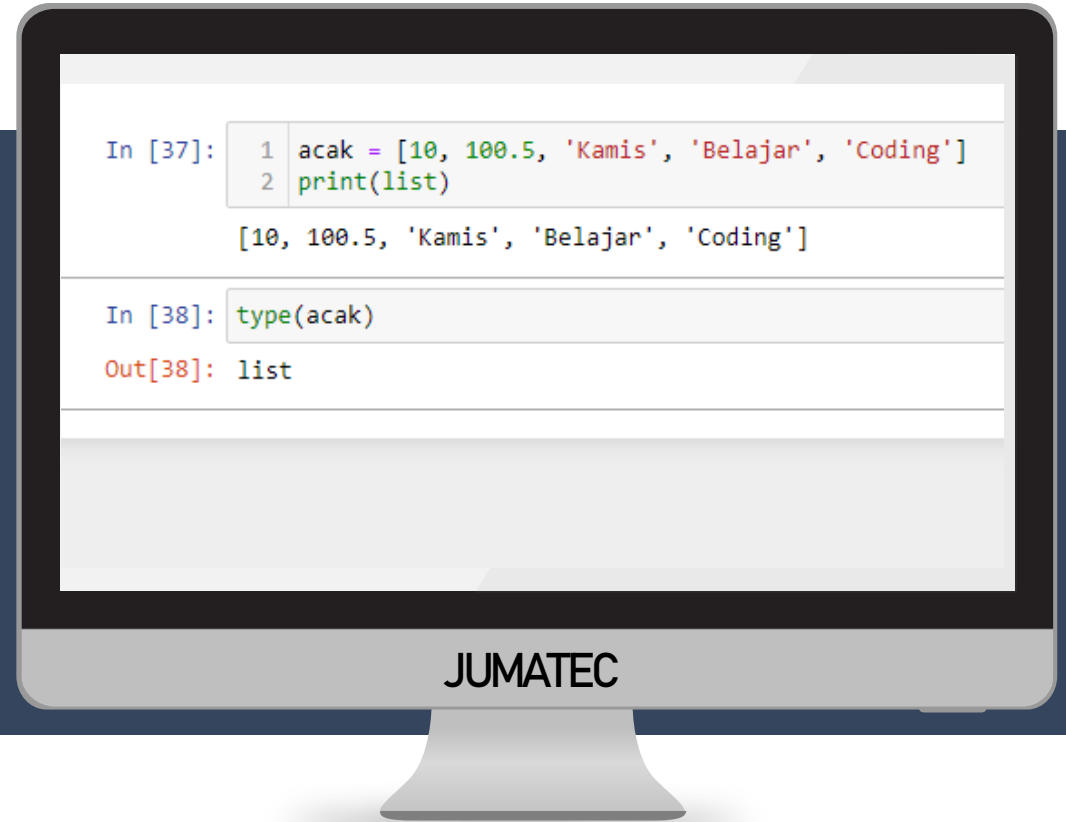 In [37]: 1 acak = [10, 100.5, 'Kamis', 'Belajar', 'Coding']
2 print(list)
[10, 100.5, 'Kamis', 'Belajar', 'Coding']
In [38]: type(acak)
Out[38]: list
JUMATEC